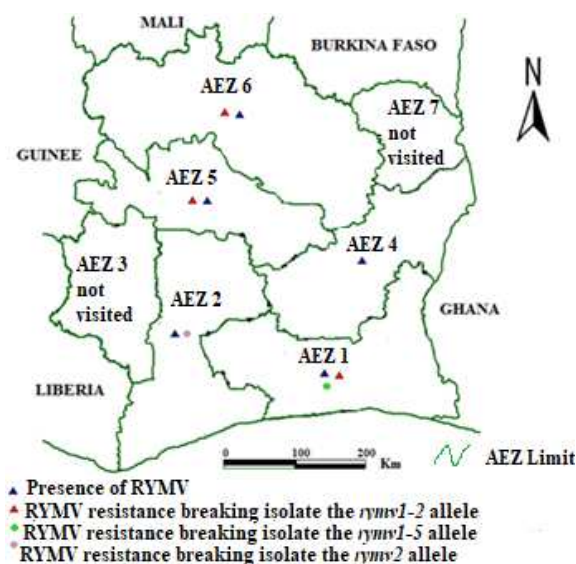 MALI
BURKINA FASO
N
AEZ 6
AEZ 7
not
visited
GUINEE
AEZ 5
AEZ 4
AEZ 3
not
visited
AEZ 2
GHANA
AEZ 1
LIBERIA
0 100 200
Km
AEZ Limit
Presence of RYMV
RYMV resistance breaking isolate the rymv1-2 allele
RYMV resistance breaking isolate the rymv1-5 allele
RYMV resistance breaking isolate the rymv2 allele